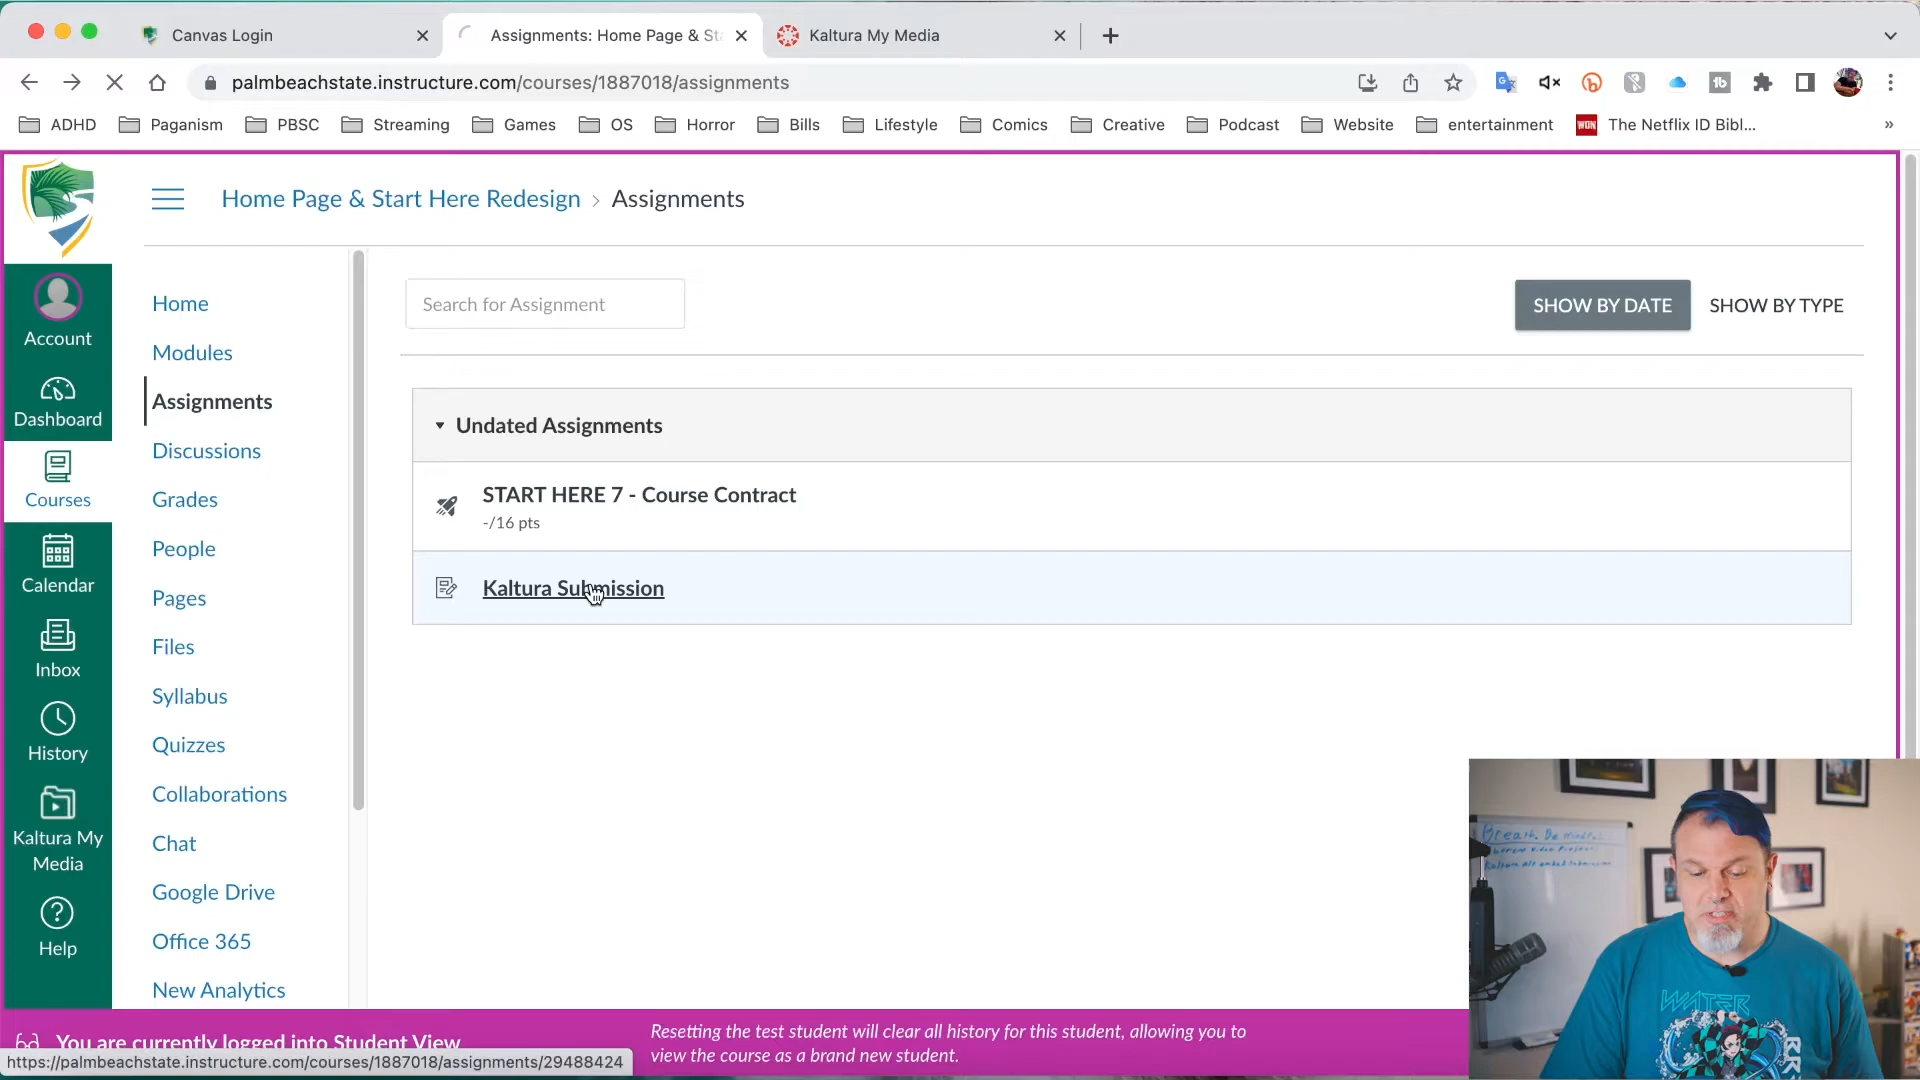 Canvas Login
Assignments: Home Page & St
Kaltura My Media
palmbeachstate.instructure.com/courses/1887018/assignments
ADHD
Paganism
PBSC
Streaming
Games
OS
Horror
Bills
Lifestyle
Comics
Creative
Podcast
Website
entertainment
WDN
The Netflix ID Bibl...
Home Page & Start Here Redesign › Assignments
Account
Dashboard
Courses
Calendar
Inbox
History
Kaltura My
Media
Help
Home
Modules
Assignments
Discussions
Grades
People
Pages
Files
Syllabus
Quizzes
Collaborations
Chat
Google Drive
Office 365
New Analytics
Search for Assignment
SHOW BY DATE
SHOW BY TYPE
Undated Assignments
START HERE 7 - Course Contract
-/16 pts
Kaltura Submission
Breath. Be mindful
WATER
You are currently logged into Student View
Resetting the test student will clear all history for this student, allowing you to
view the course as a brand new student.
https://palmbeachstate.instructure.com/courses/1887018/assignments/29488424